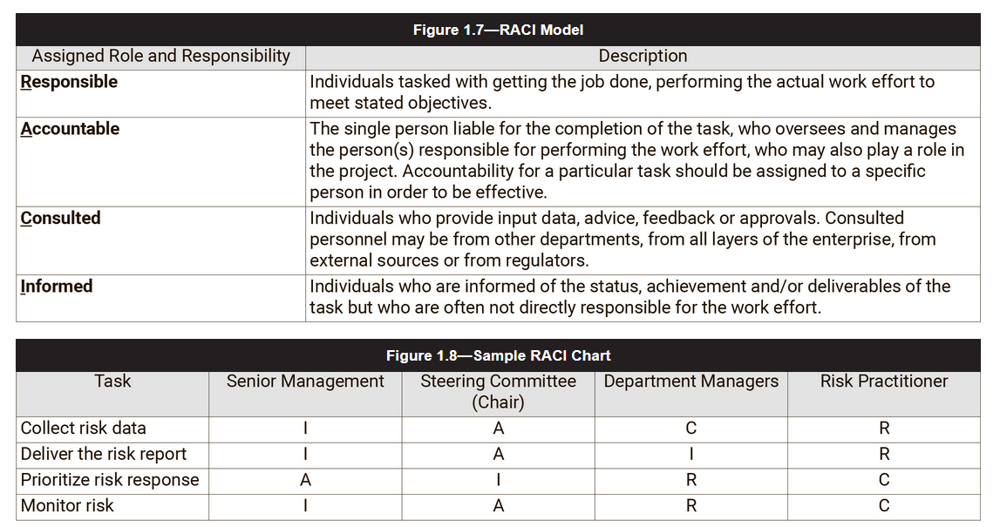 Figure 1.7—RACI Model
Assigned Role and Responsibility Description
Responsible Individuals tasked with getting the job done, performing the actual work effort to
meet stated objectives.
Accountable The single person liable for the completion of the task, who oversees and manages
the person(s) responsible for performing the work effort, who may also play a role in
the project. Accountability for a particular task should be assigned to a specific
person in order to be effective.
Consulted Individuals who provide input data, advice, feedback or approvals. Consulted
personnel may be from other departments, from all layers of the enterprise, from
external sources or from regulators.
Informed Individuals who are informed of the status, achievement and/or deliverables of the
task but who are often not directly responsible for the work effort.
Figure 1.8—Sample RACI Chart
Task Senior Management Steering Committee Department Managers Risk Practitioner
(Chair)
Collect risk data I A C R
Deliver the risk report I A I R
Prioritize risk response A I R C
Monitor risk I A R C